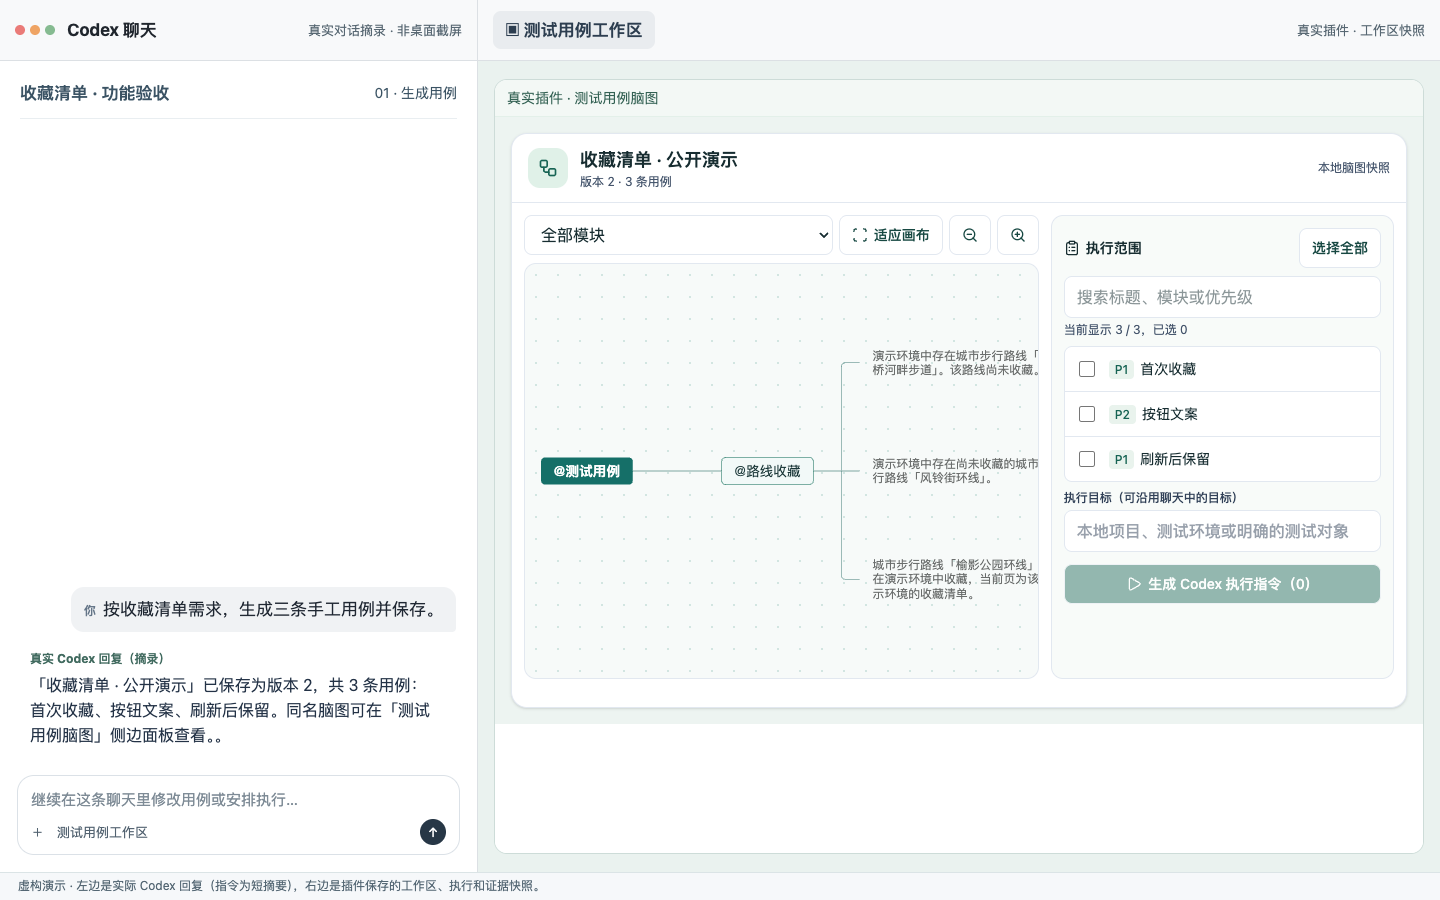 Codex 聊天
真实对话摘录 · 非桌面截屏
收藏清单 · 功能验收
01 · 生成用例
你 按收藏清单需求，生成三条手工用例并保存。
真实 Codex 回复（摘录）
「收藏清单 · 公开演示」已保存为版本 2，共 3 条用例：
首次收藏、按钮文案、刷新后保留。同名脑图可在「测试
用例脑图」侧边面板查看。。
继续在这条聊天里修改用例或安排执行...
+ 测试用例工作区
测试用例工作区
真实插件 · 工作区快照
真实插件 · 测试用例脑图
收藏清单 · 公开演示
版本 2 · 3 条用例
本地脑图快照
全部模块
适应画布
@测试用例
@路线收藏
演示环境中存在城市步行路线「
桥河畔步道」。该路线尚未收藏。
演示环境中存在尚未收藏的城市
行路线「风铃街环线」。
城市步行路线「榆影公园环线」
在演示环境中收藏，当前页为该
示环境的收藏清单。
执行范围
选择全部
搜索标题、模块或优先级
当前显示 3 / 3，已选 0
P1 首次收藏
P2 按钮文案
P1 刷新后保留
执行目标（可沿用聊天中的目标）
本地项目、测试环境或明确的测试对象
生成 Codex 执行指令（0）
虚构演示 · 左边是实际 Codex 回复（指令为短摘要），右边是插件保存的工作区、执行和证据快照。